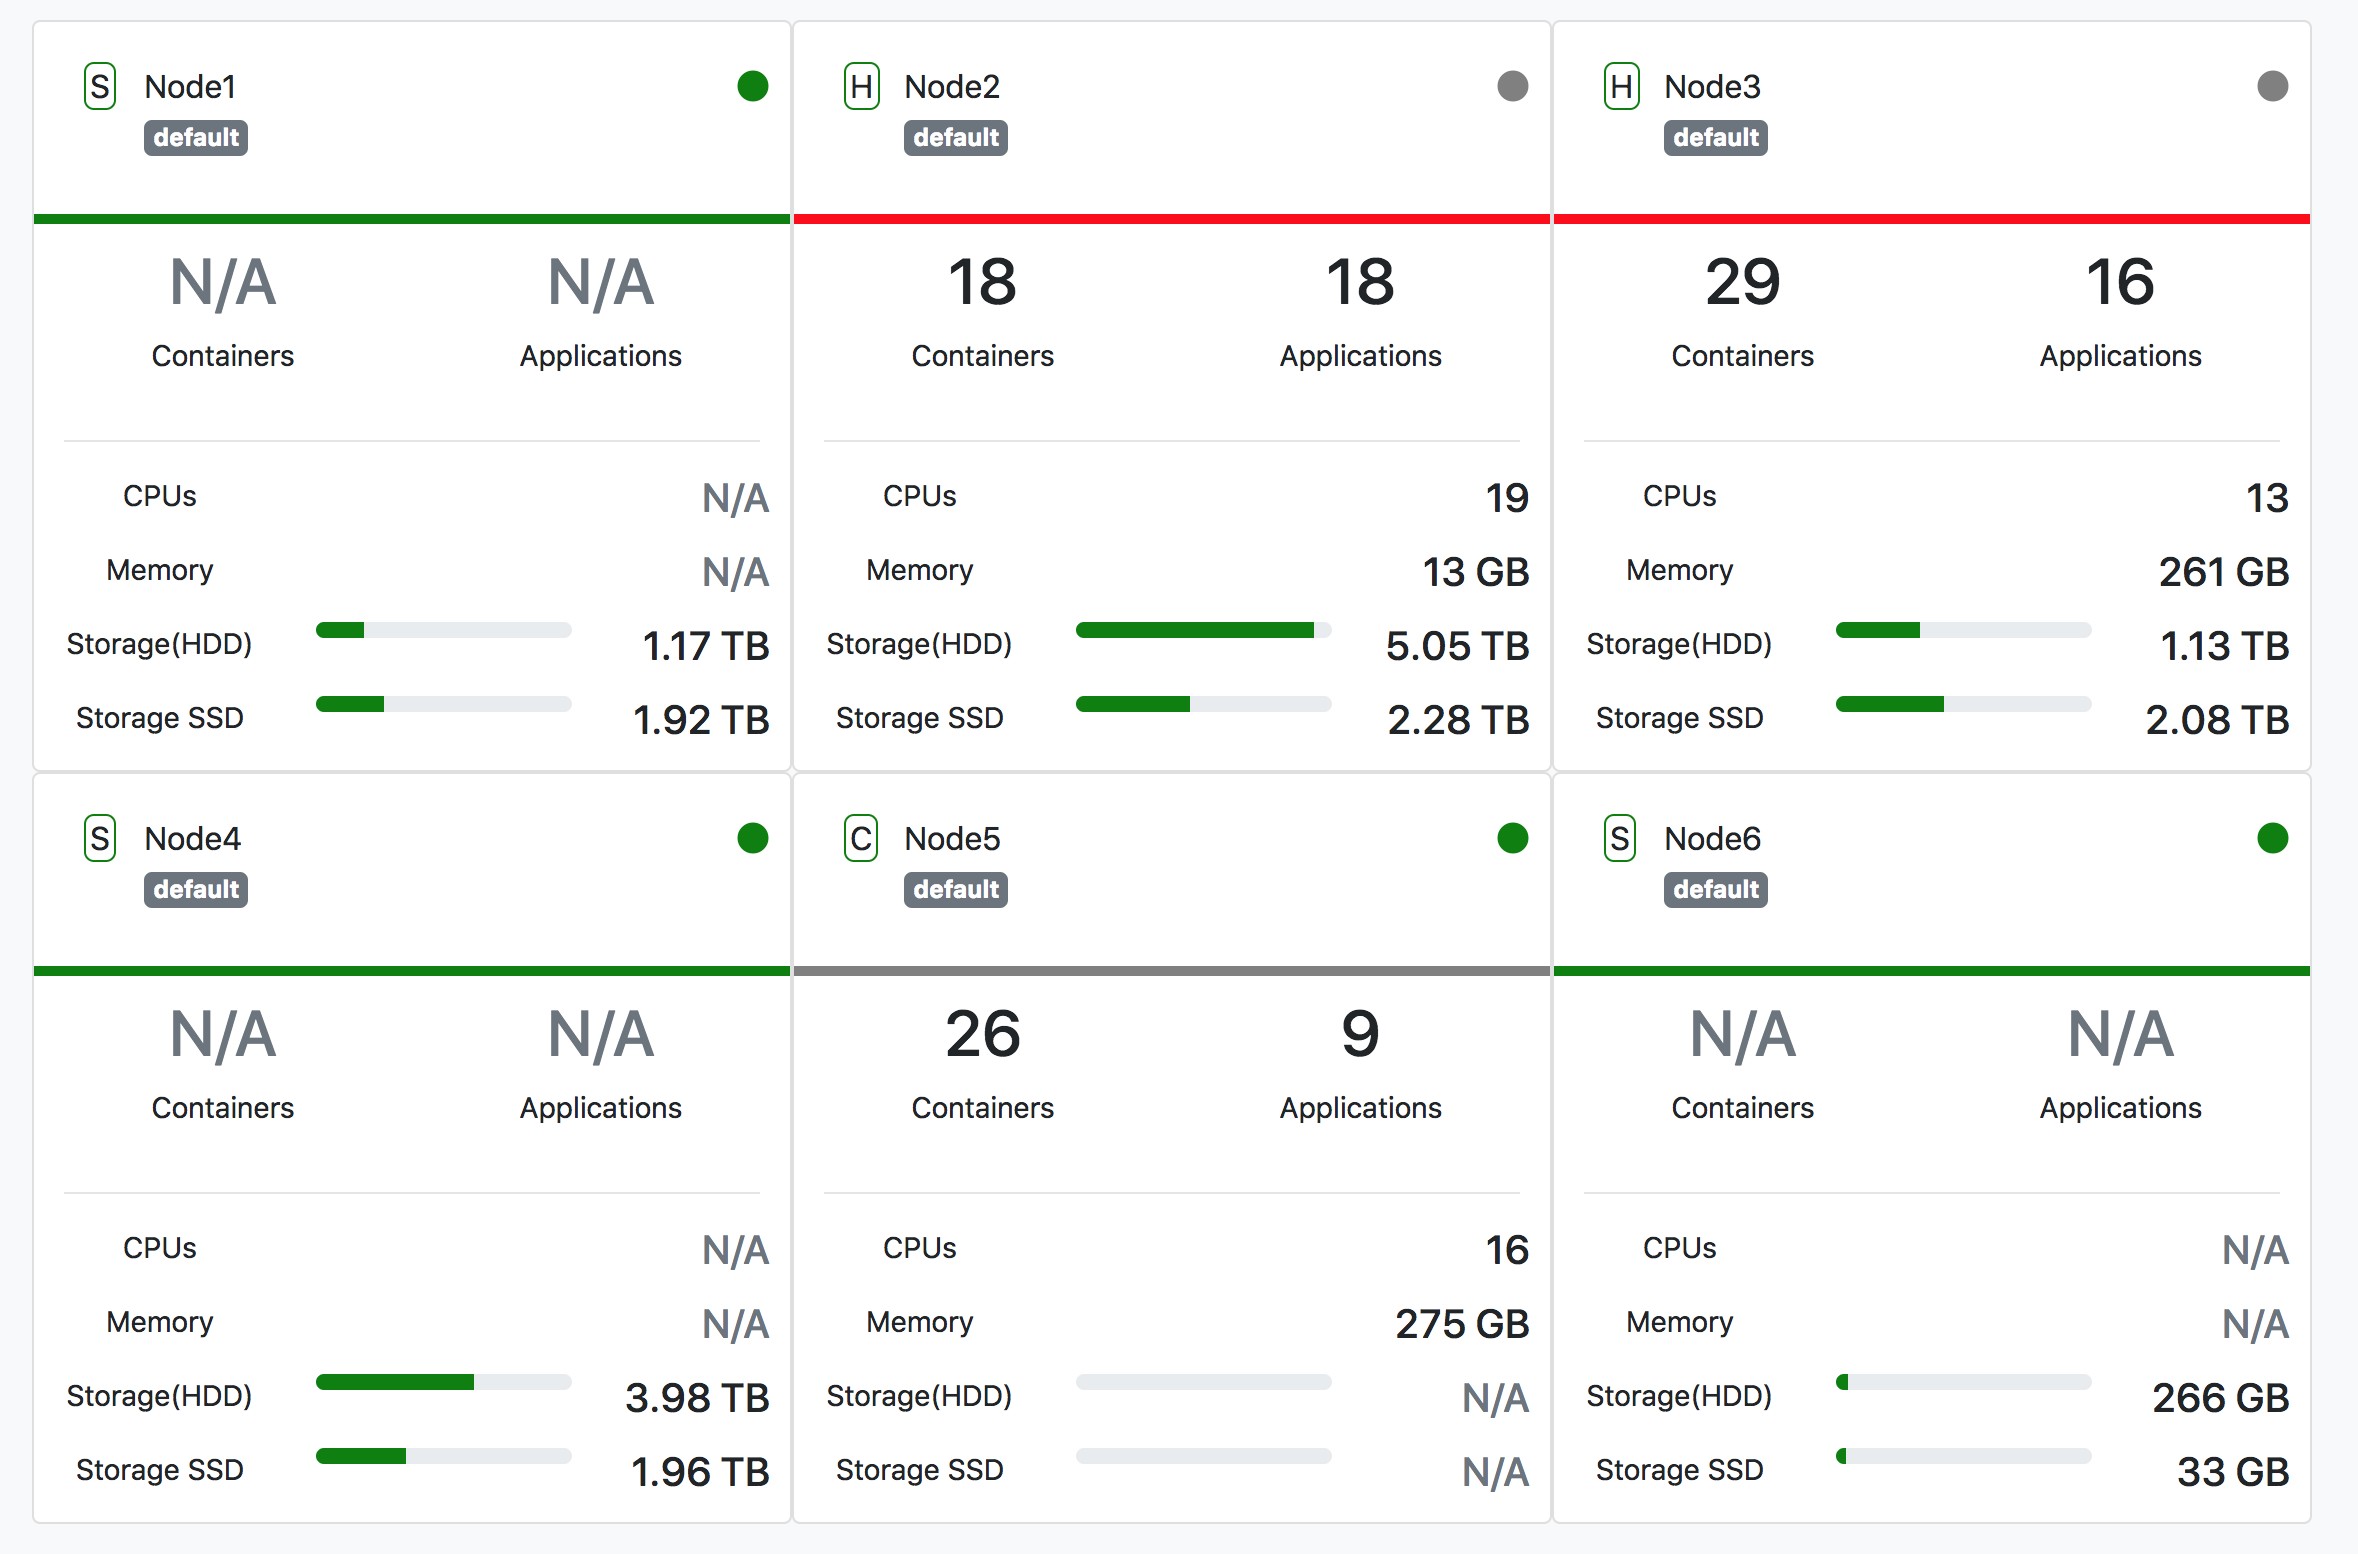 S Node1
default
N/A N/A
Containers Applications
CPUs N/A
Memory N/A
Storage(HDD) 1.17 TB
Storage SSD 1.92 TB
H Node2
default
18 18
Containers Applications
CPUs 19
Memory 13 GB
Storage(HDD) 5.05 TB
Storage SSD 2.28 TB
H Node3
default
29 16
Containers Applications
CPUs 13
Memory 261 GB
Storage(HDD) 1.13 TB
Storage SSD 2.08 TB
S Node4
default
N/A N/A
Containers Applications
CPUs N/A
Memory N/A
Storage(HDD) 3.98 TB
Storage SSD 1.96 TB
C Node5
default
26 9
Containers Applications
CPUs 16
Memory 275 GB
Storage(HDD) N/A
Storage SSD N/A
S Node6
default
N/A N/A
Containers Applications
CPUs N/A
Memory N/A
Storage(HDD) 266 GB
Storage SSD 33 GB